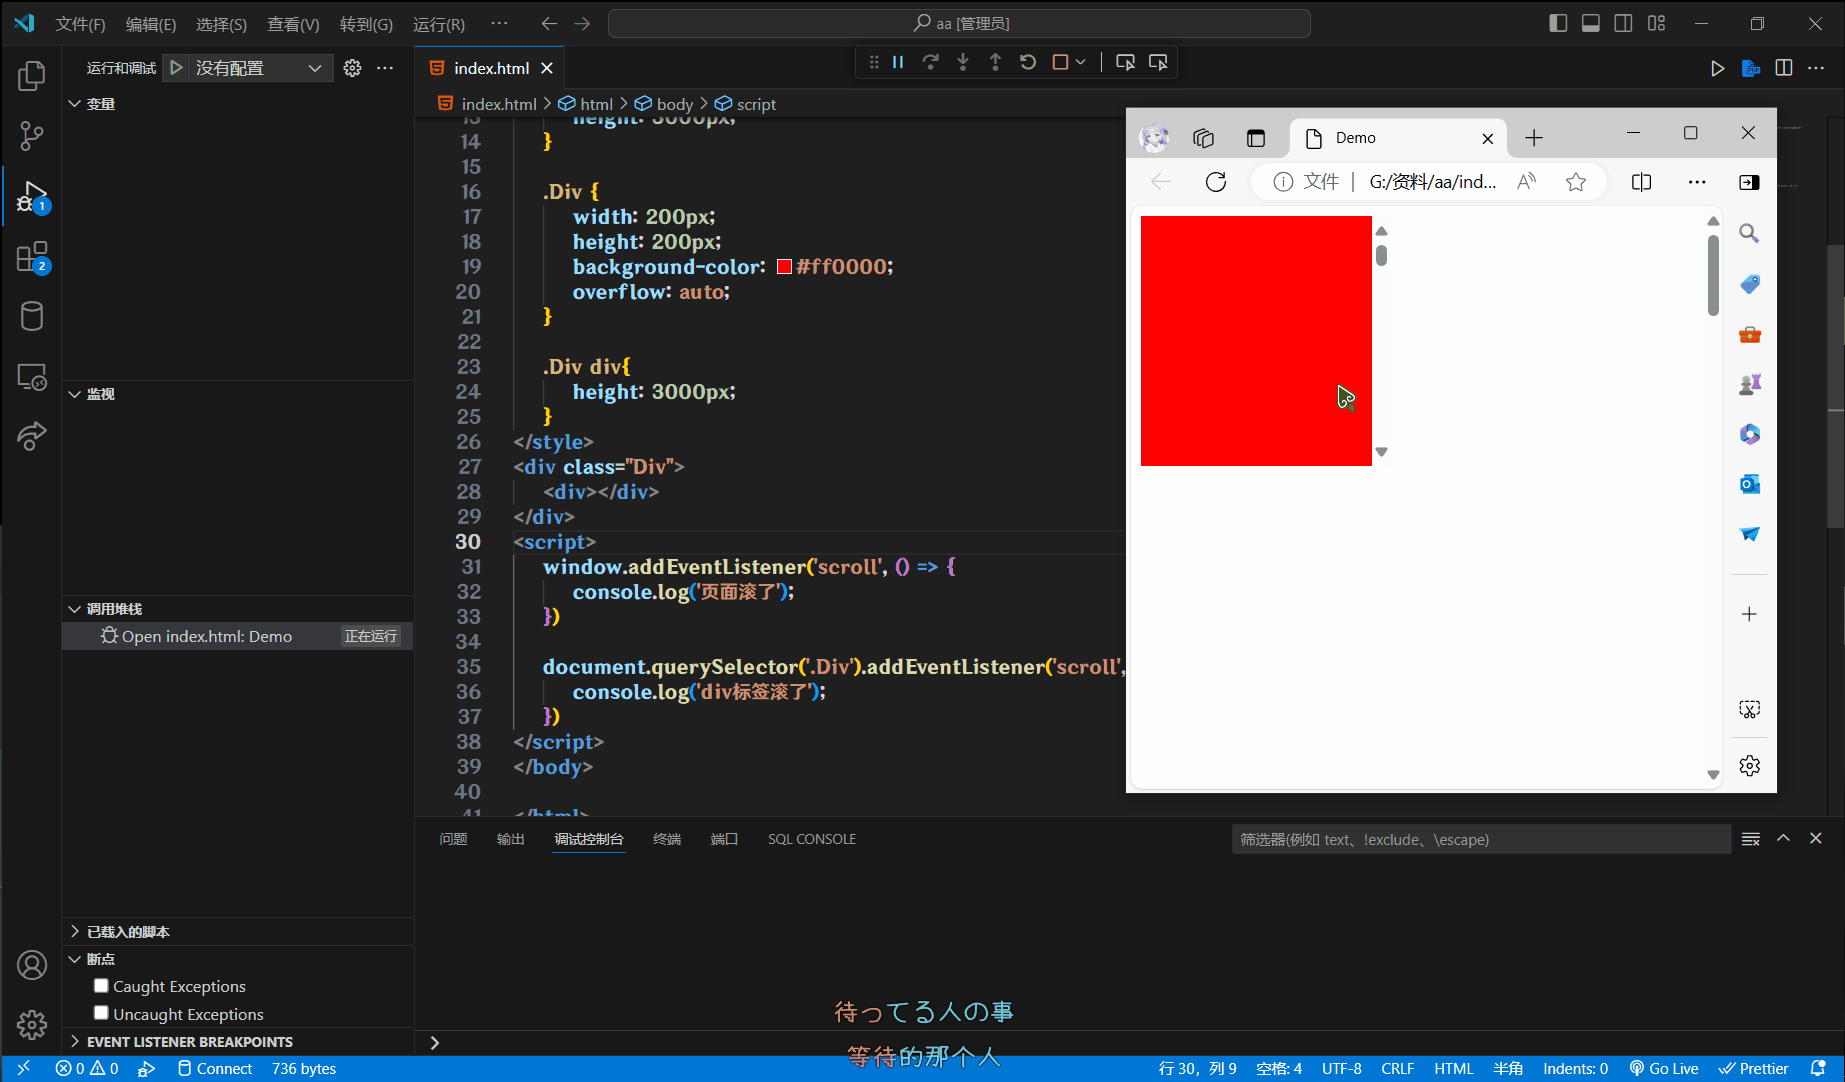 文件(F) 编辑(E) 选择(S) 查看(V) 转到(G) 运行(R) ··· aa [管理员]
运行和调试 没有配置 ···
index.html
index.html > html > body > script
变量
13 height: 3000px;
14 }
15
16 .Div {
17 width: 200px;
18 height: 200px;
19 background-color: #ff0000;
20 overflow: auto;
21 }
22
23 .Div div{
24 height: 3000px;
25 }
26 </style>
27 <div class="Div">
28 <div></div>
29 </div>
30 <script>
31 window.addEventListener('scroll', () => {
32 console.log('页面滚了');
33 })
34
35 document.querySelector('.Div').addEventListener('scroll',
36 console.log('div标签滚了');
37 })
38 </script>
39 </body>
40
41 </html>
Demo
文件 | G:/资料/aa/ind...
1
2
监视
调用堆栈
Open index.html: Demo 正在运行
已载入的脚本
断点
Caught Exceptions
Uncaught Exceptions
EVENT LISTENER BREAKPOINTS
问题 输出 调试控制台 终端 端口 SQL CONSOLE
筛选器(例如 text、!exclude、\escape)
待ってる人の事
等待的那个人
0 0 Connect 736 bytes
行 30，列 9 空格: 4 UTF-8 CRLF HTML 半角 Indents: 0 Go Live Prettier